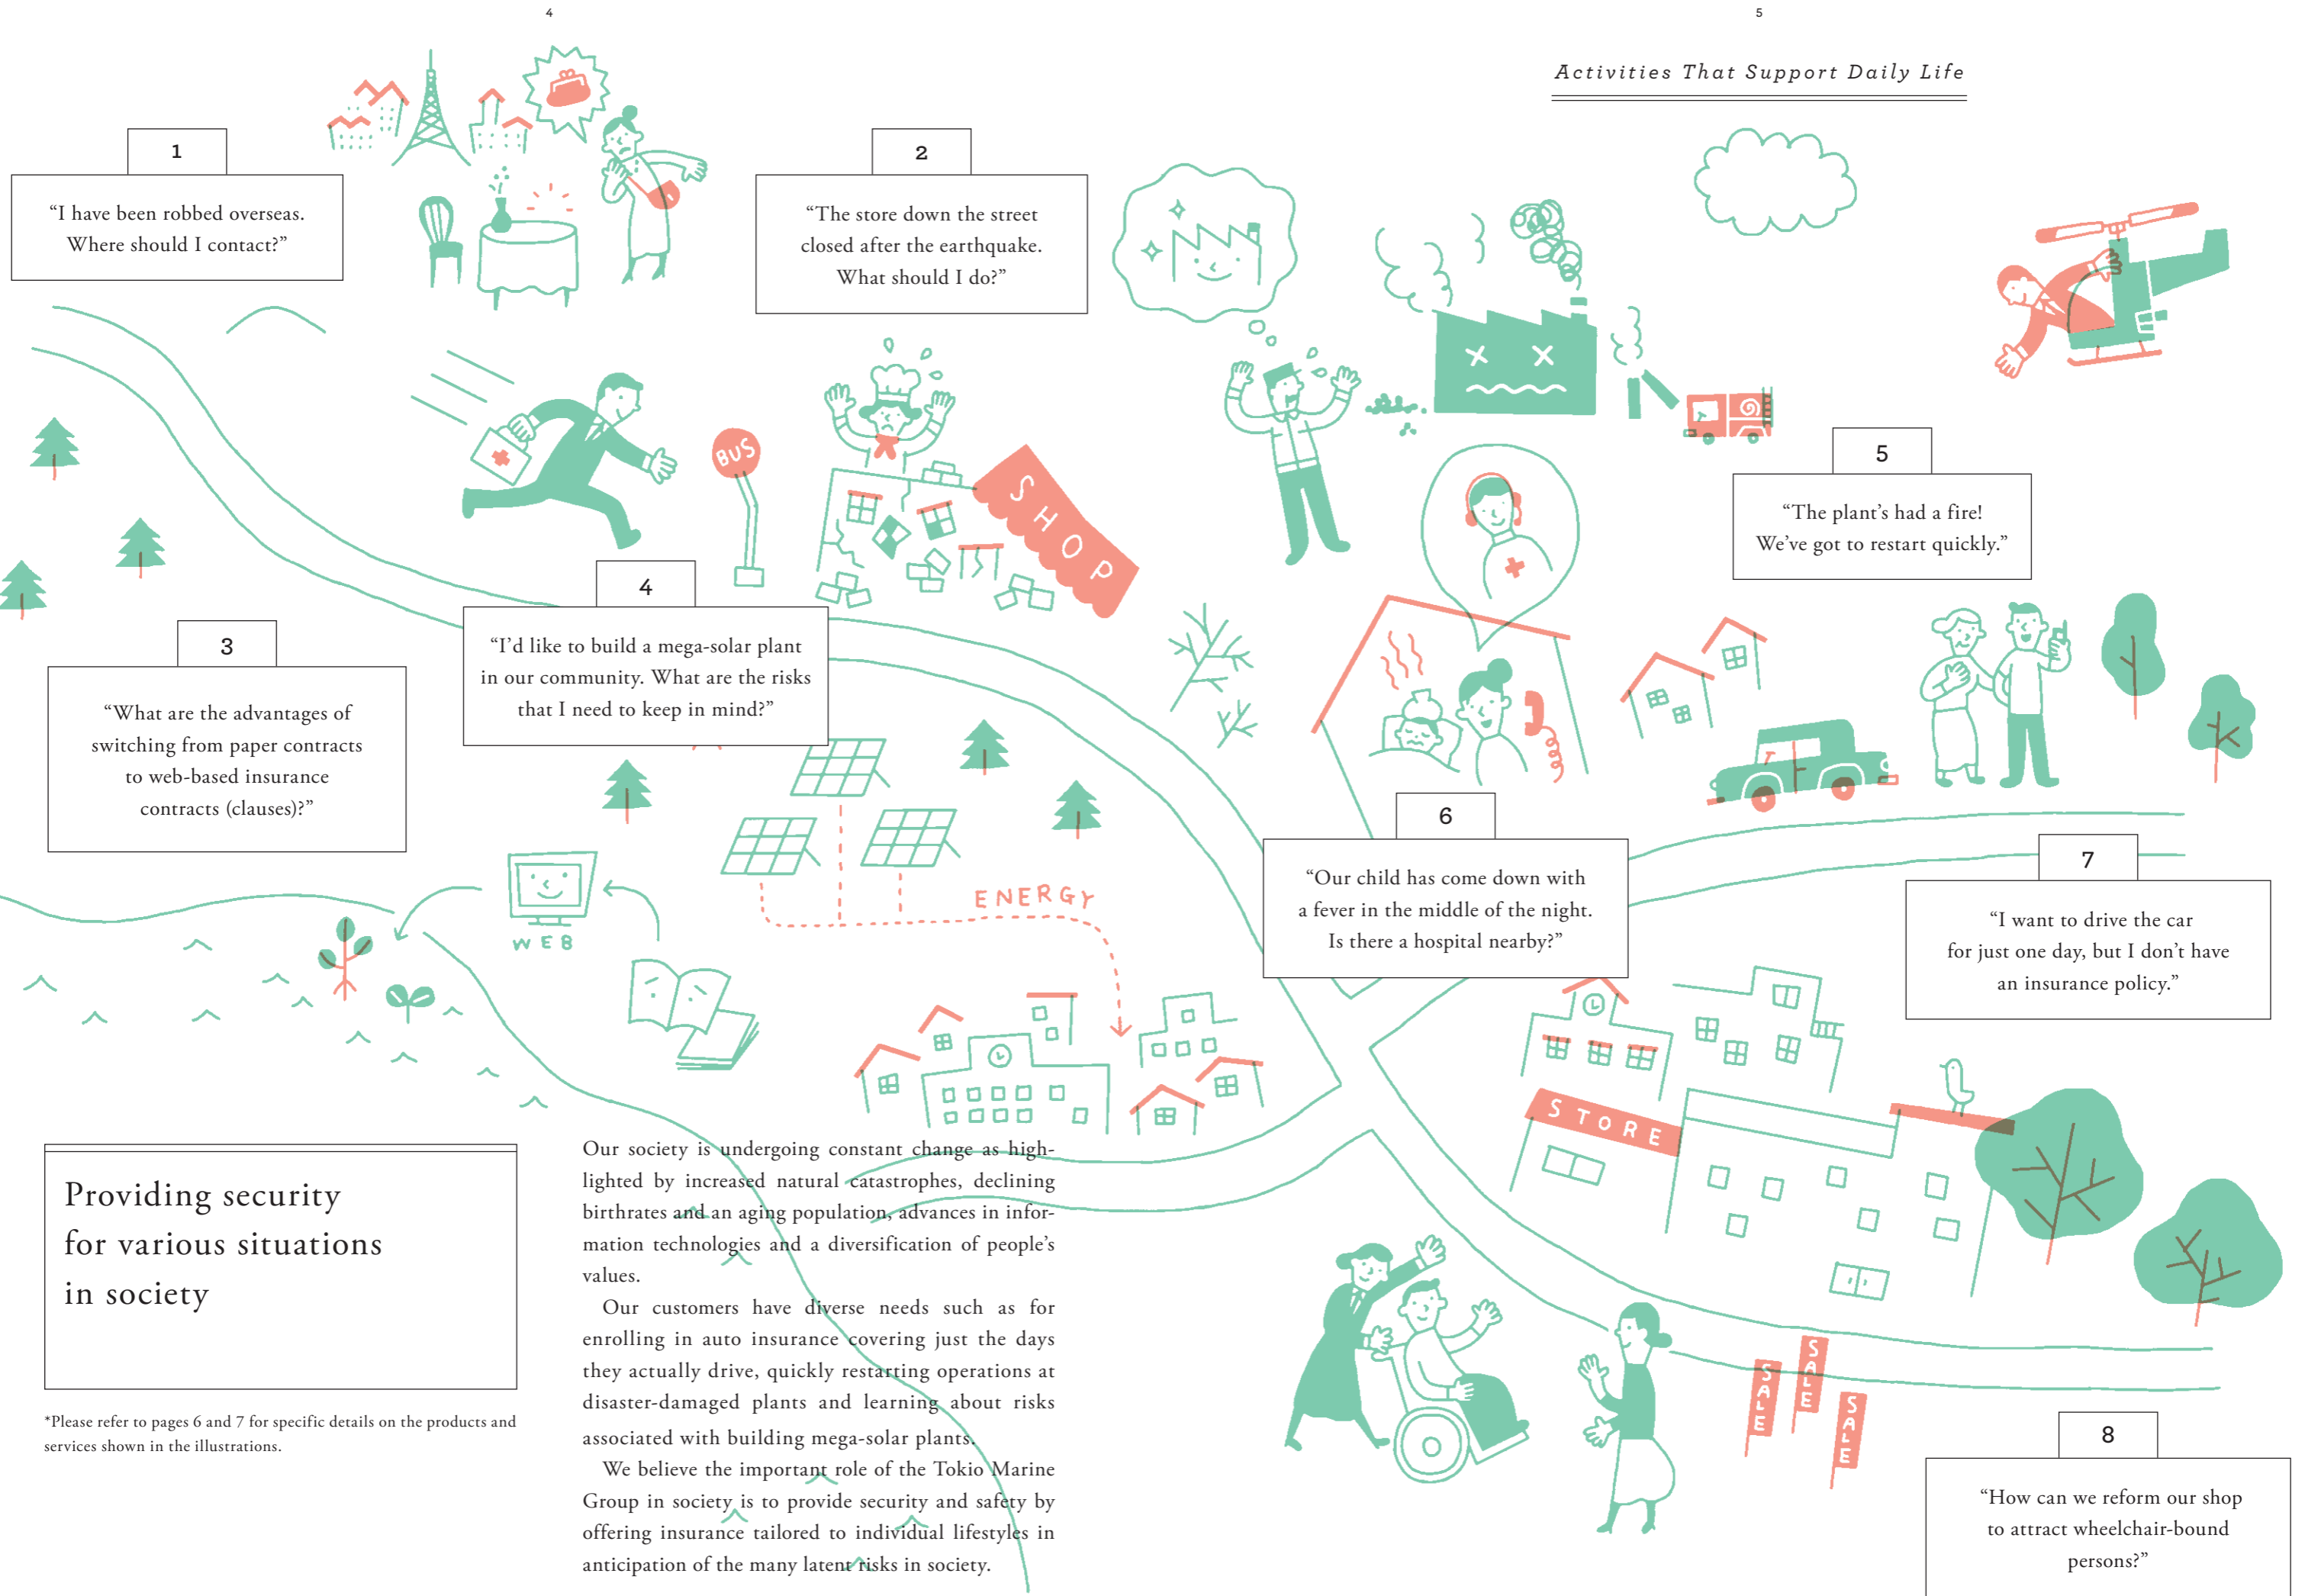 4
5
Activities That Support Daily Life
1
“I have been robbed overseas.
Where should I contact?”
2
“The store down the street
closed after the earthquake.
What should I do?”
BUS
SHOP
5
“The plant’s had a fire!
We’ve got to restart quickly.”
3
“What are the advantages of
switching from paper contracts
to web-based insurance
contracts (clauses)?”
4
“I’d like to build a mega-solar plant
in our community. What are the risks
that I need to keep in mind?”
6
“Our child has come down with
a fever in the middle of the night.
Is there a hospital nearby?”
7
“I want to drive the car
for just one day, but I don’t have
an insurance policy.”
ENERGY
WEB
STORE
SALE
SALE
SALE
8
“How can we reform our shop
to attract wheelchair-bound
persons?”
Providing security
for various situations
in society
*Please refer to pages 6 and 7 for specific details on the products and
services shown in the illustrations.
Our society is undergoing constant change as high-
lighted by increased natural catastrophes, declining
birthrates and an aging population, advances in infor-
mation technologies and a diversification of people’s
values.
Our customers have diverse needs such as for
enrolling in auto insurance covering just the days
they actually drive, quickly restarting operations at
disaster-damaged plants and learning about risks
associated with building mega-solar plants.
We believe the important role of the Tokio Marine
Group in society is to provide security and safety by
offering insurance tailored to individual lifestyles in
anticipation of the many latent risks in society.